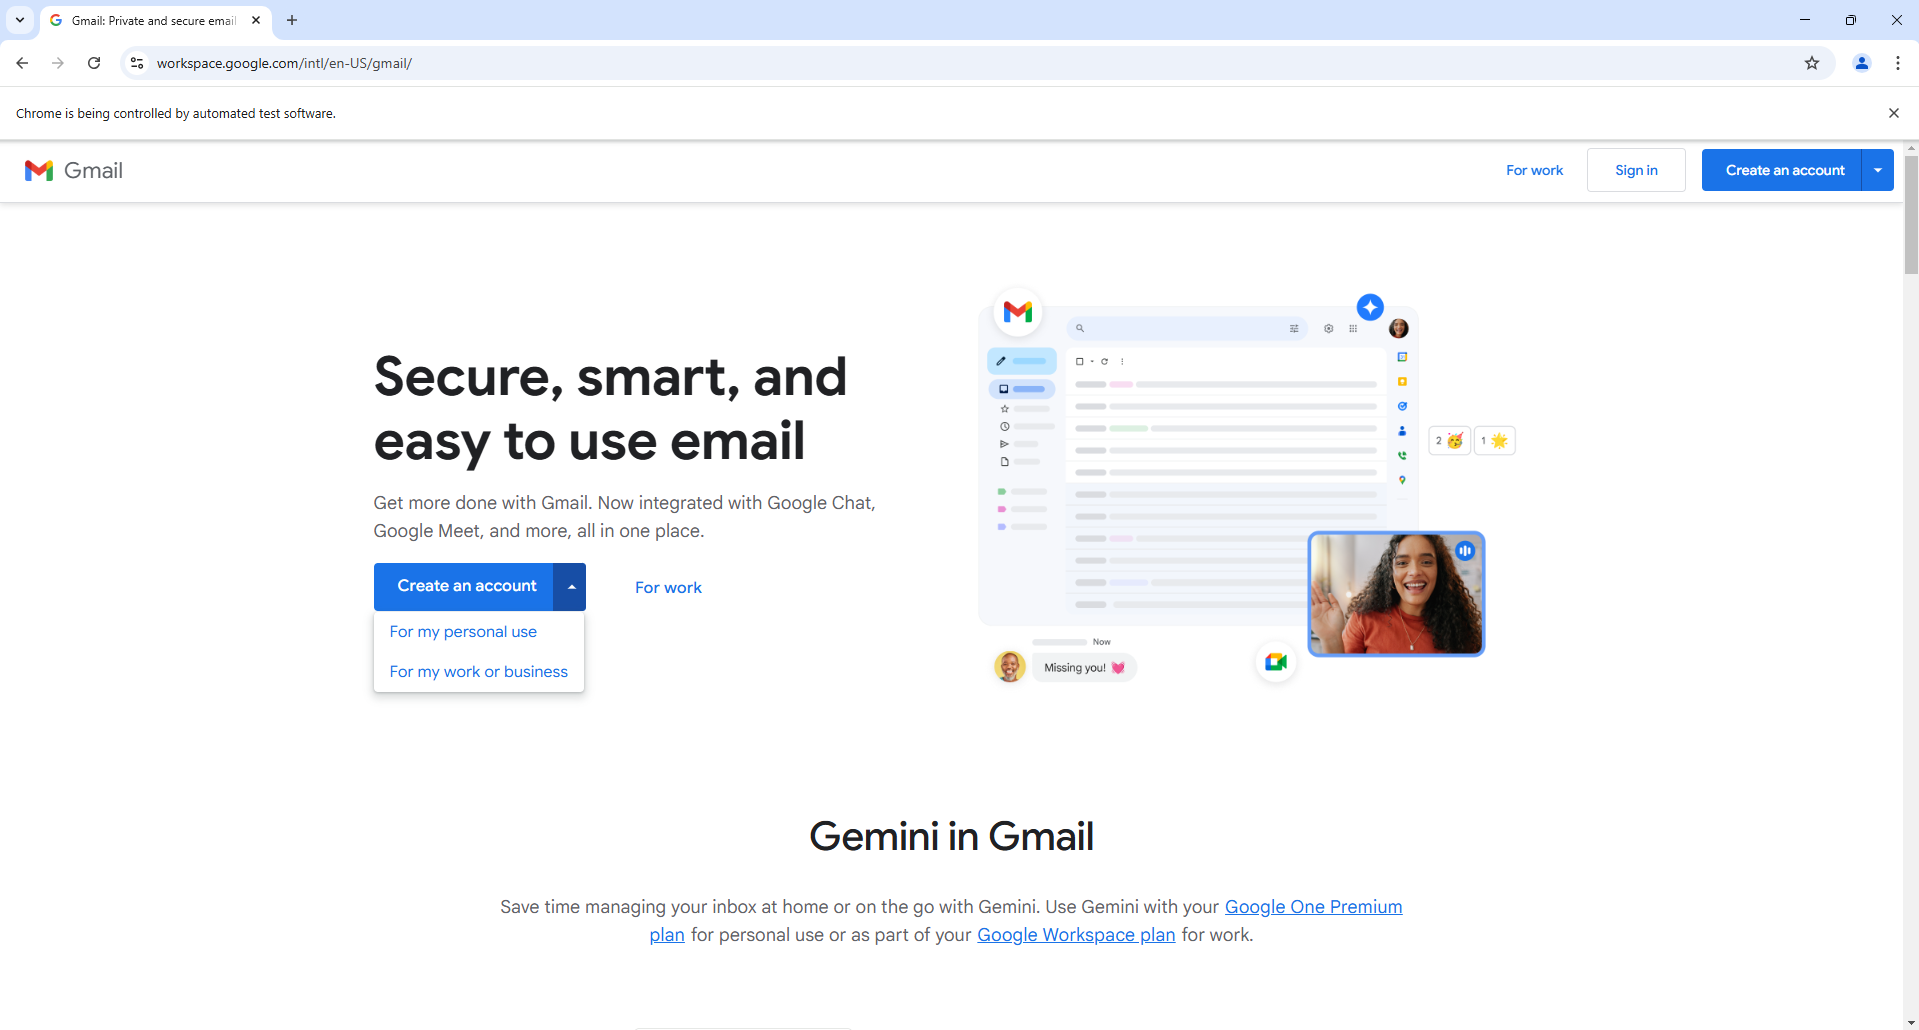 Gmail: Private and secure email
workspace.google.com/intl/en-US/gmail/
Chrome is being controlled by automated test software.
Gmail
For work
Sign in
Create an account
Secure, smart, and
easy to use email
Get more done with Gmail. Now integrated with Google Chat,
Google Meet, and more, all in one place.
Create an account
For work
For my personal use
For my work or business
2
1
Now
Missing you!
Gemini in Gmail
Save time managing your inbox at home or on the go with Gemini. Use Gemini with your Google One Premium
plan for personal use or as part of your Google Workspace plan for work.